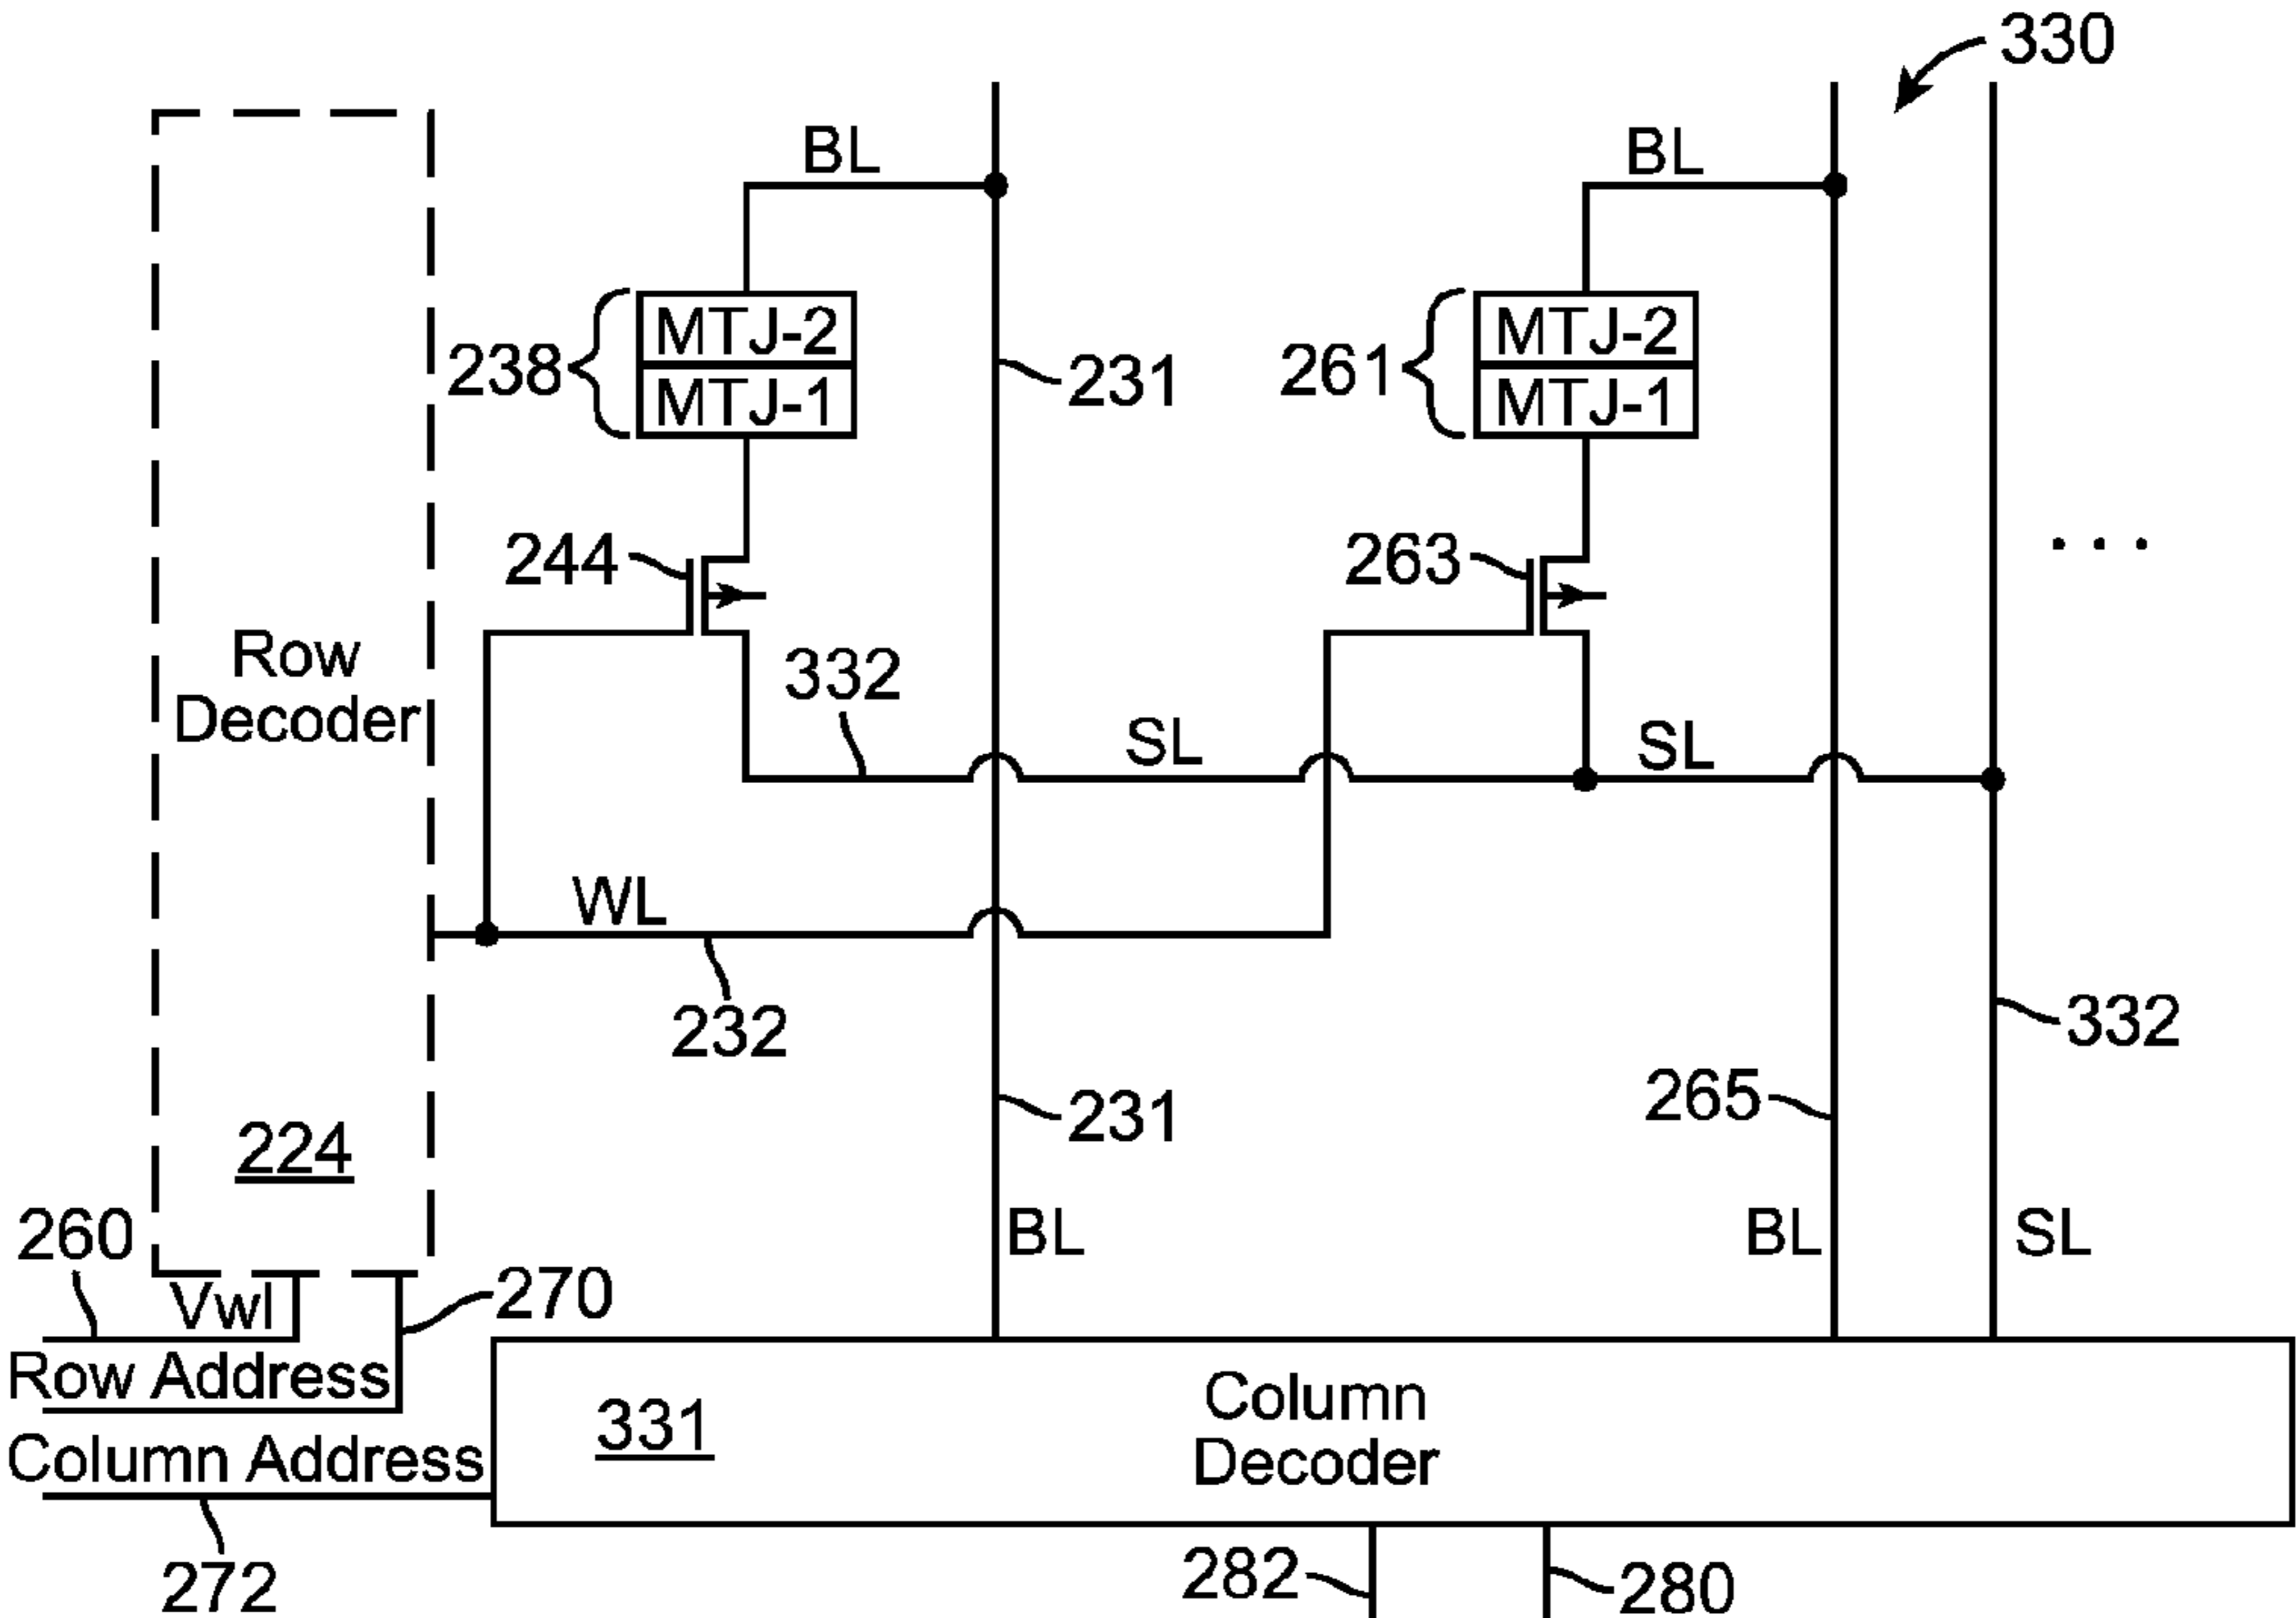 330
BL
BL
MTJ-2
MTJ-1
238
231
MTJ-2
MTJ-1
261
244
263
. . .
Row
Decoder
332
SL
SL
WL
232
332
265
231
224
260
BL
BL
SL
Vwl
270
Row Address
Column Address
331
Column
Decoder
272
282
280